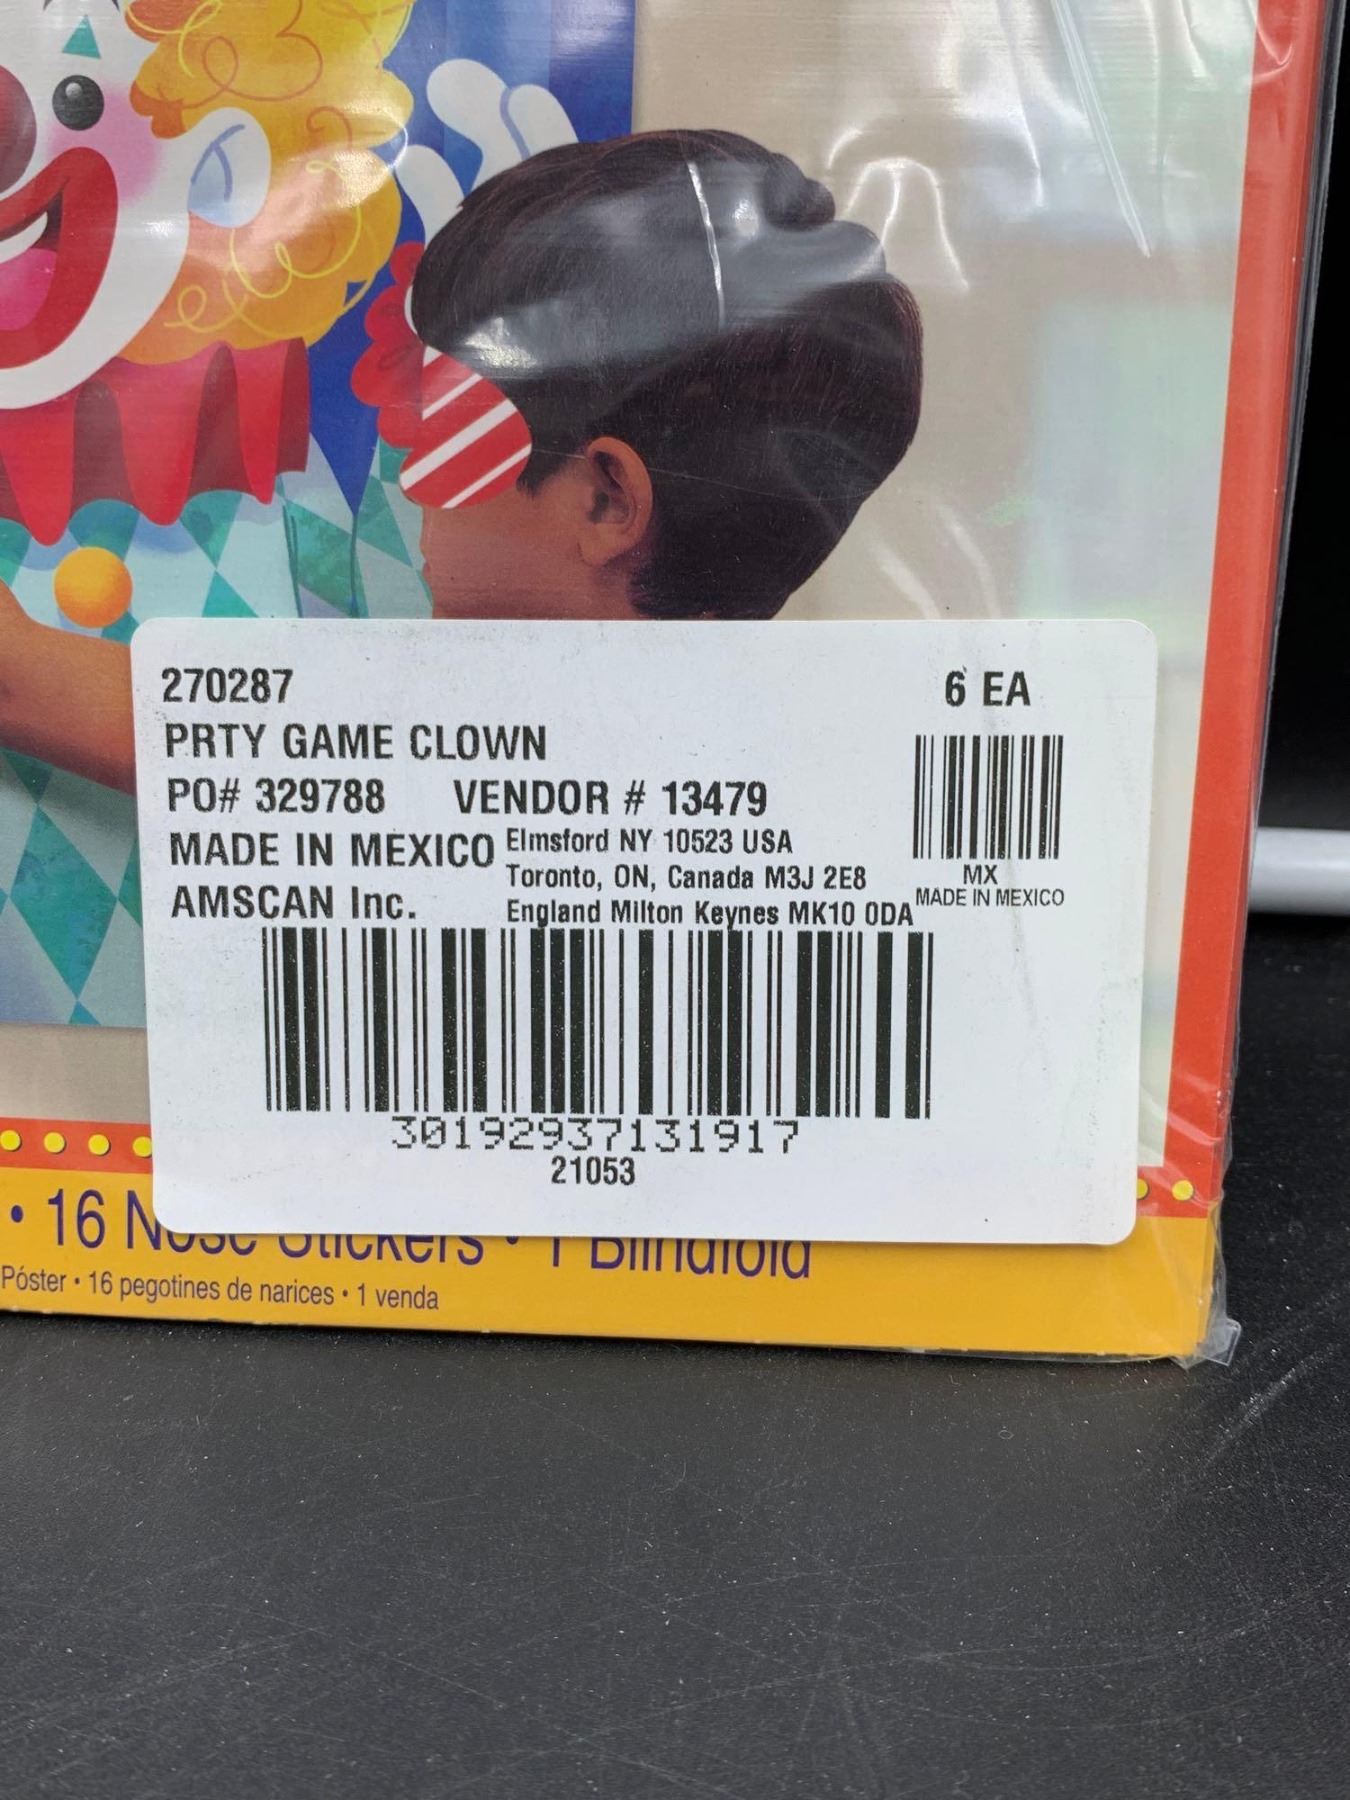 270287
6 EA
PRTY GAME CLOWN
PO# 329788 VENDOR # 13479
MADE IN MEXICO
Elmsford NY 10523 USA
Toronto, ON, Canada M3J 2E8
AMSCAN Inc.
England Milton Keynes MK10 0DA
MX
MADE IN MEXICO
30192937131917
21053
• 16 Nose Stickers • 1 Blindfold
Póster • 16 pegotines de narices • 1 venda